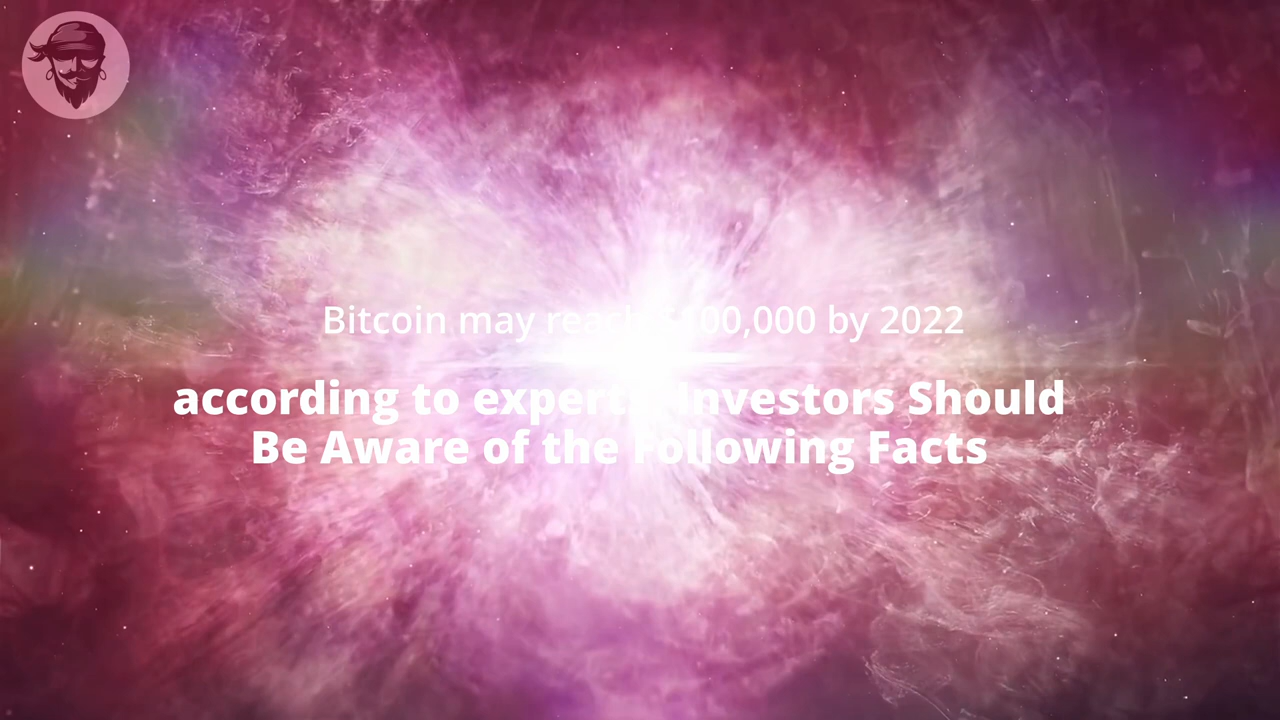 Bitcoin may reach $100,000 by 2022
according to experts, Investors Should
Be Aware of the Following Facts